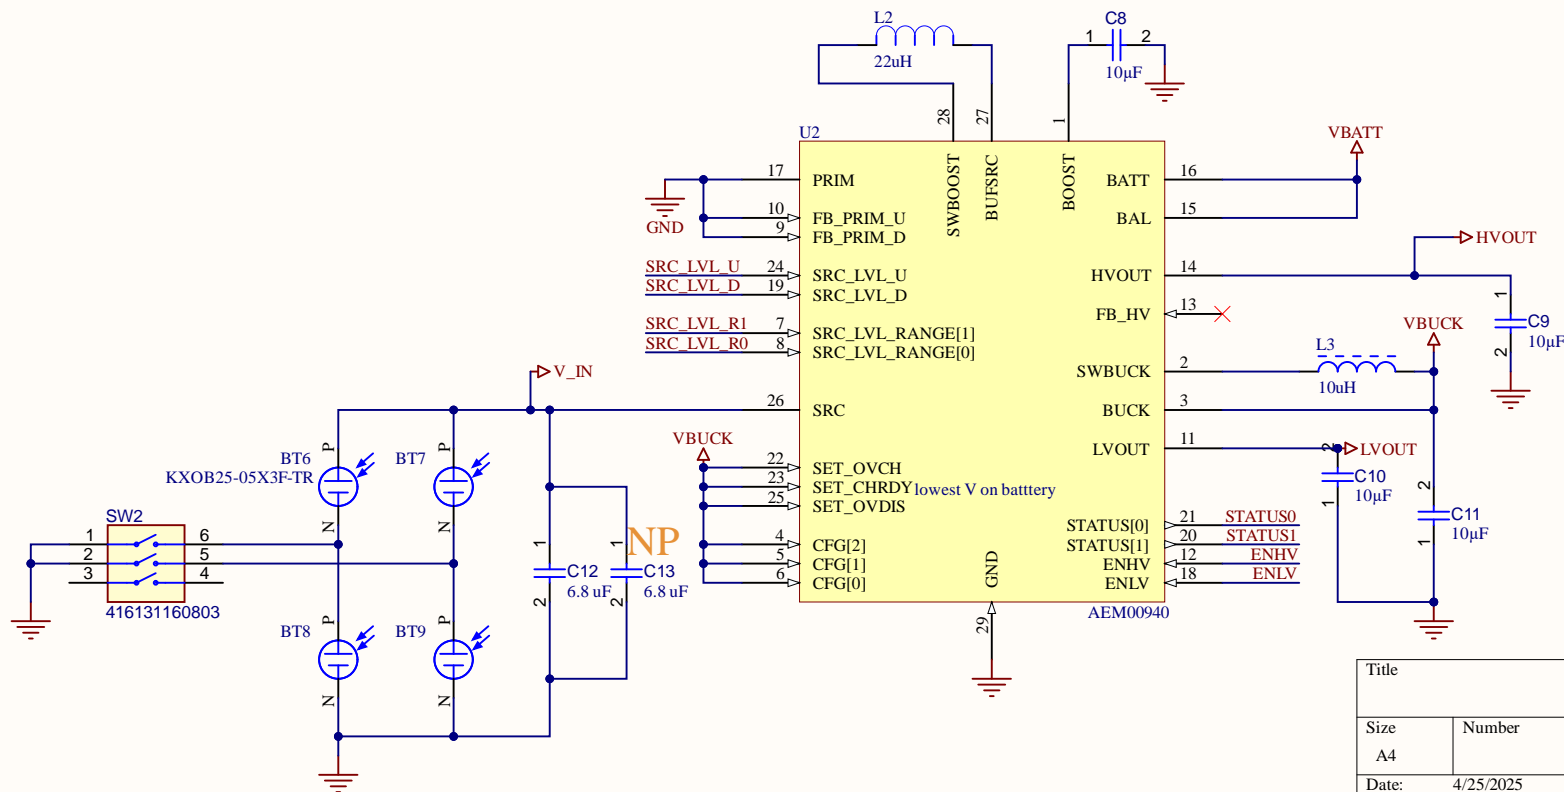 L2
22uH
C8
1
2
10µF
28
27
1
U2
VBATT
SWBOOST
BUFSRC
BOOST
17
PRIM
BATT
16
10
FB_PRIM_U
BAL
15
9
FB_PRIM_D
GND
HVOUT
SRC_LVL_U
24
SRC_LVL_U
HVOUT
14
SRC_LVL_D
19
SRC_LVL_D
FB_HV
13
1
C9
10µF
2
SRC_LVL_R1
7
SRC_LVL_RANGE[1]
SRC_LVL_R0
8
SRC_LVL_RANGE[0]
VBUCK
L3
10uH
SWBUCK
2
V_IN
26
SRC
BUCK
3
VBUCK
LVOUT
11
2
LVOUT
P
BT6
KXOB25-05X3F-TR
N
P
BT7
N
22
SET_OVCH
23
SET_CHRDY
lowest V on batttery
25
SET_OVDIS
C10
10µF
1
2
C11
10µF
1
SW2
1
6
2
5
3
4
416131160803
NP
1
C12
6.8 uF
2
1
C13
6.8 uF
2
4
CFG[2]
5
CFG[1]
6
CFG[0]
STATUS[0]
21
STATUS0
STATUS[1]
20
STATUS1
ENHV
12
ENHV
ENLV
18
ENLV
GND
29
AEM00940
P
BT8
N
P
BT9
N
Title
Size
Number
A4
Date:
4/25/2025